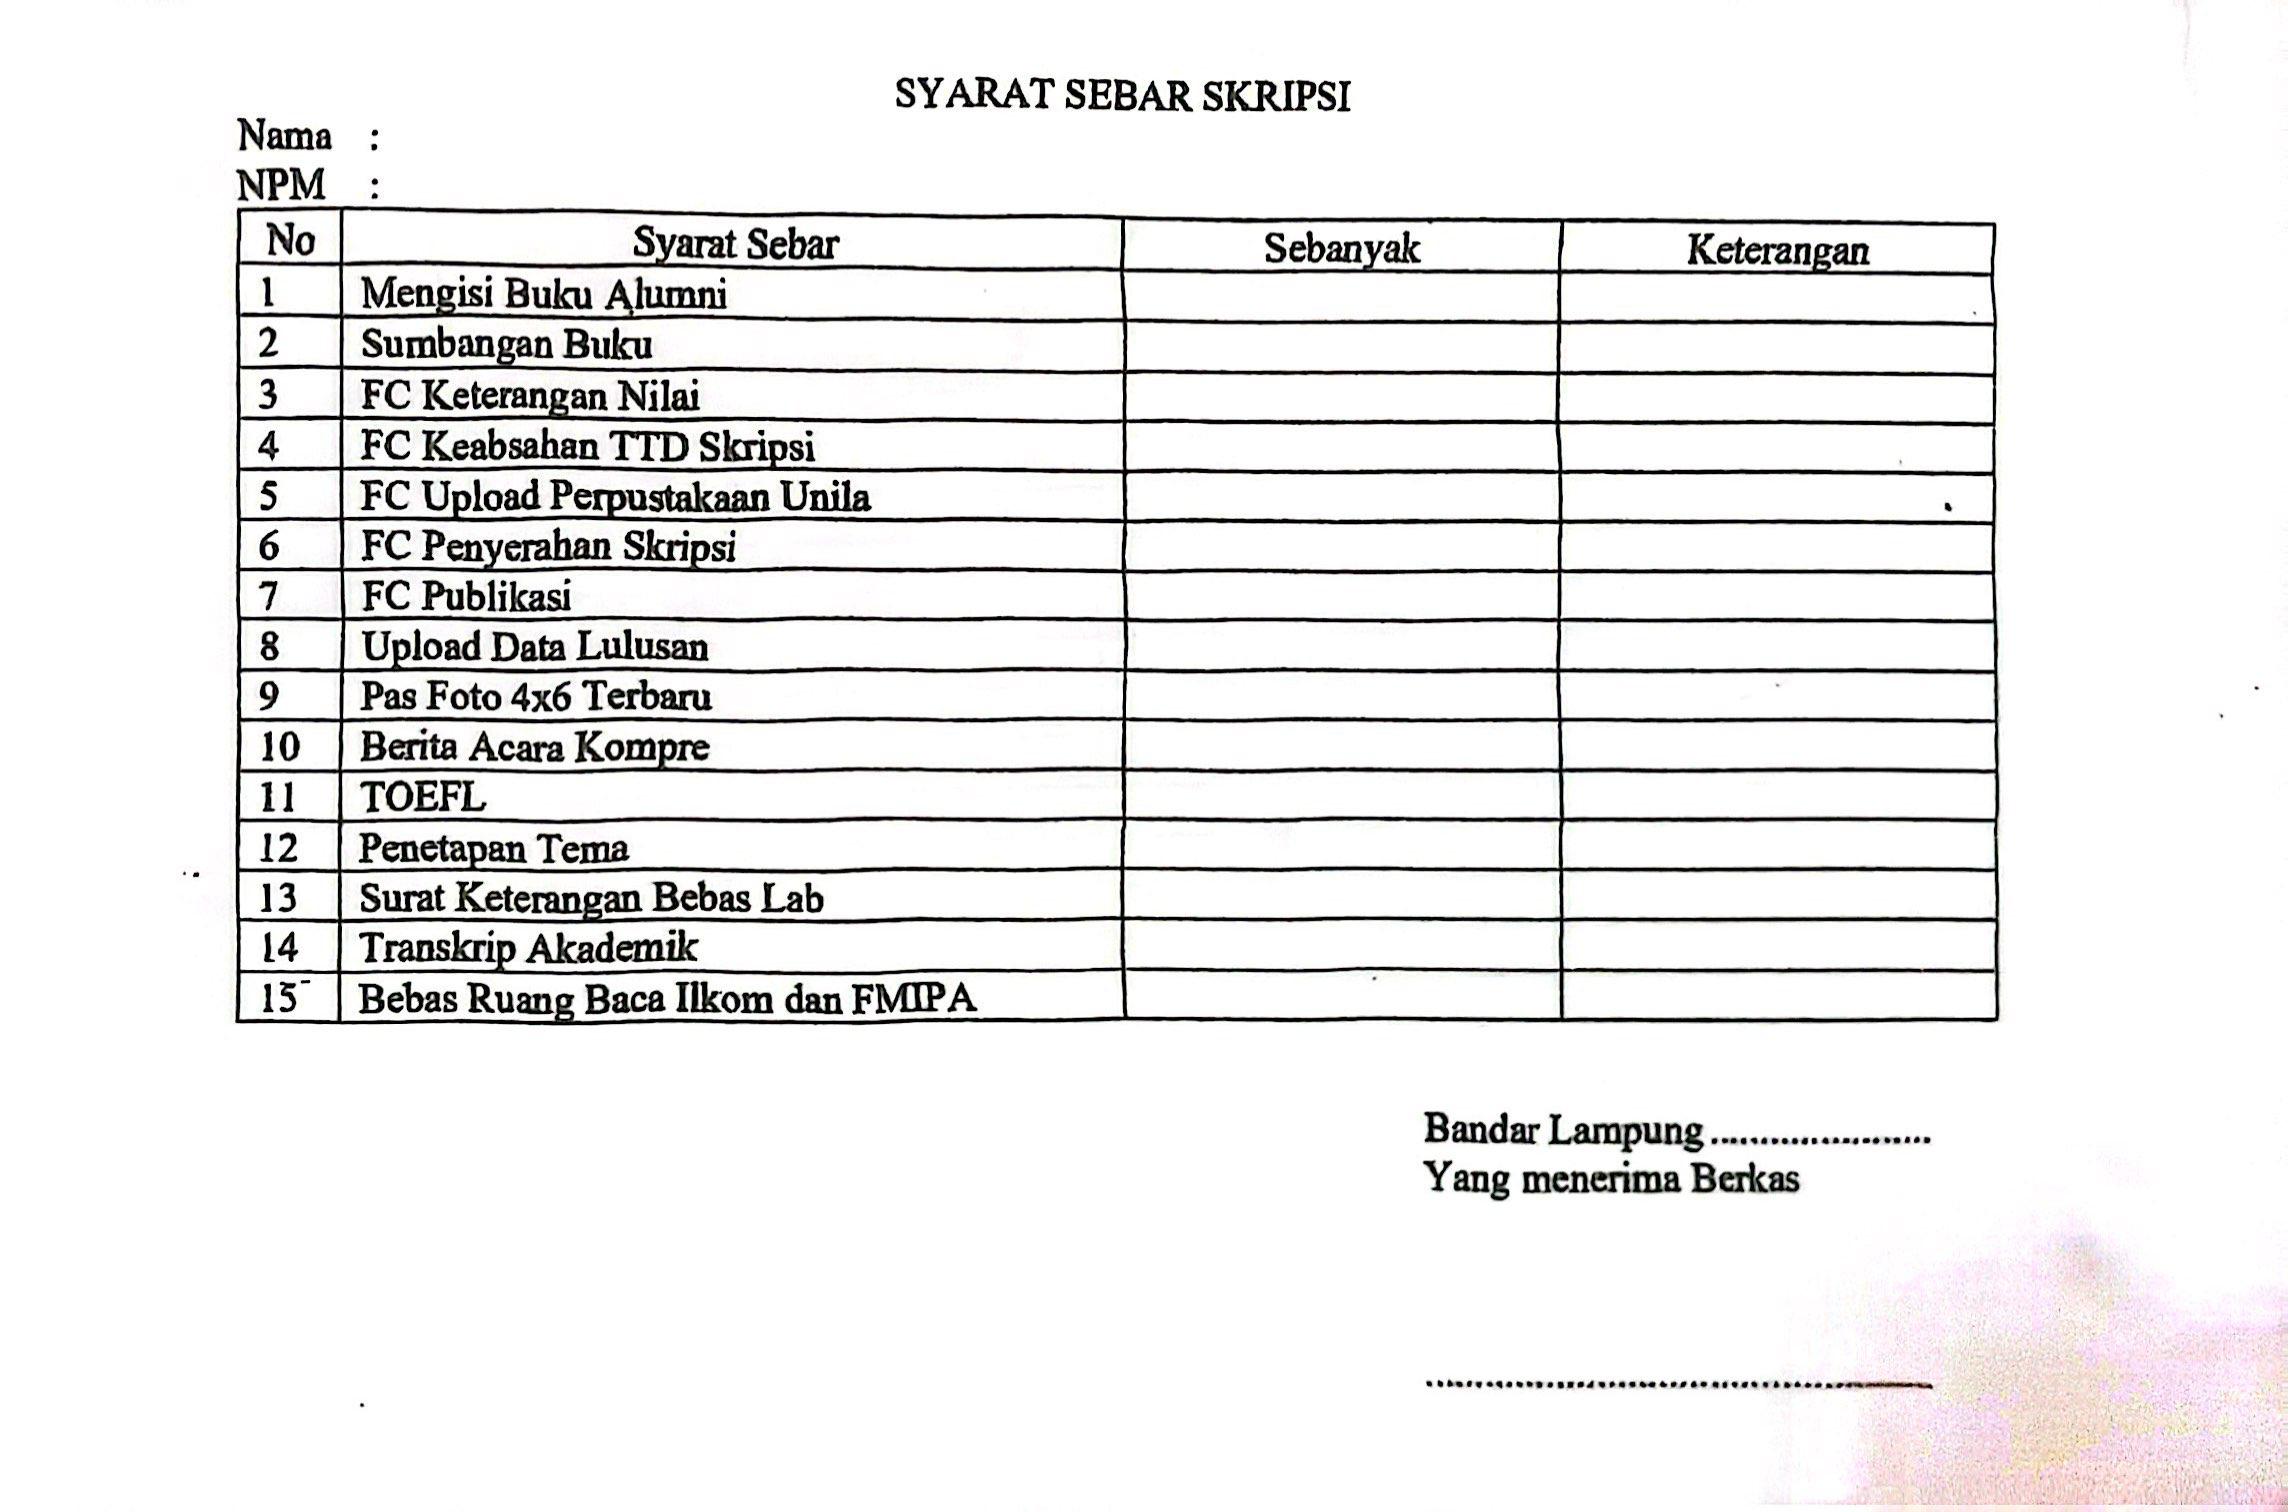 SYARAT SEBAR SKRIPSI
Nama :
NPM :
No Syarat Sebar Sebanyak Keterangan
1 Mengisi Buku Alumni
2 Sumbangan Buku
3 FC Keterangan Nilai
4 FC Keabsahan TTD Skripsi
5 FC Upload Perpustakaan Unila
6 FC Penyerahan Skripsi
7 FC Publikasi
8 Upload Data Lulusan
9 Pas Foto 4x6 Terbaru
10 Berita Acara Kompre
11 TOEFL
12 Penetapan Tema
13 Surat Keterangan Bebas Lab
14 Transkrip Akademik
15 Bebas Ruang Baca Ilkom dan FMIPA
Bandar Lampung......................
Yang menerima Berkas
..................................................